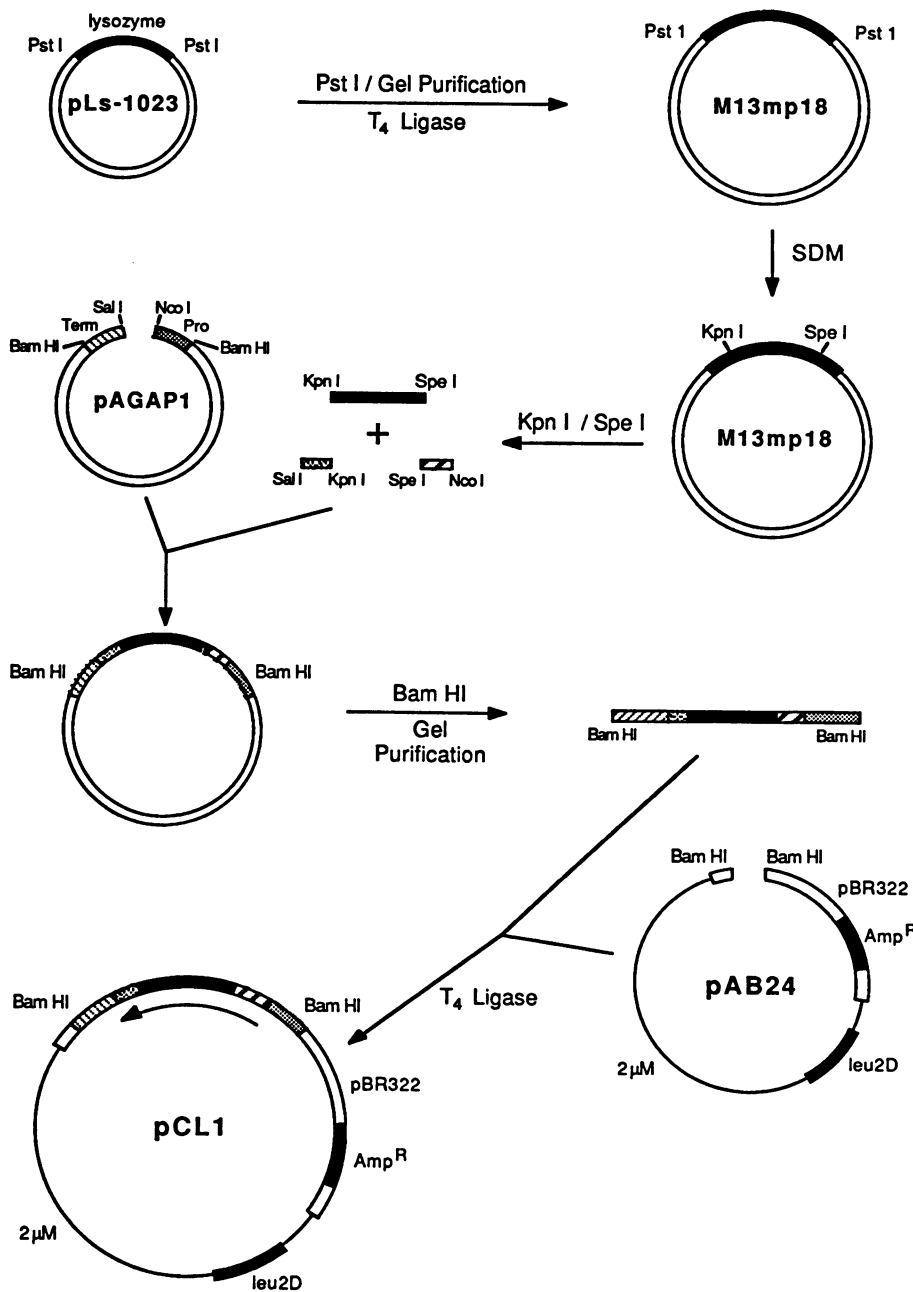 lysozyme
Pst I
Pst I
pLs-1023
Pst I / Gel Purification
T4 Ligase
Pst 1
Pst 1
M13mp18
SDM
Sal I
Nco I
Term
Pro
Bam HI
Bam HI
pAGAP1
Kpn I
Spe I
+
Sal I
Kpn I
Spe I
Nco I
Kpn I / Spe I
Kpn I
Spe I
M13mp18
Bam HI
Bam HI
Bam HI
Gel
Purification
Bam HI
Bam HI
Bam HI
Bam HI
pBR322
AmpR
pAB24
2μM
leu2D
T4 Ligase
Bam HI
Bam HI
pBR322
pCL1
AmpR
2μM
leu2D